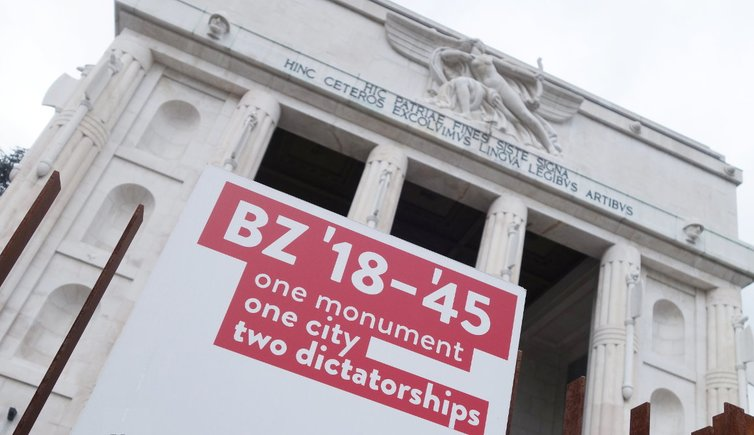 HIC PATRIAE FINES SISTE SIGNA
HINC CETEROS EXCOLVIMVS LINGVA LEGIBVS ARTIBVS
BZ '18–'45
one monument
one city
two dictatorships